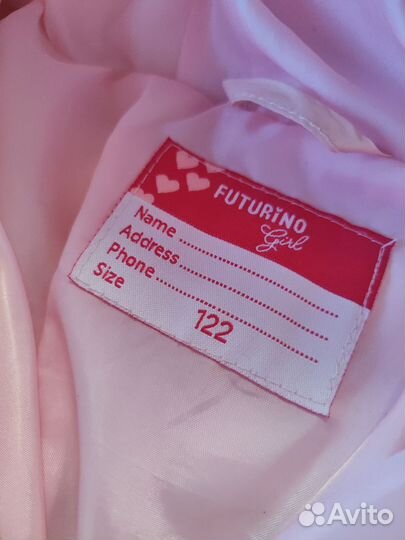 FUTURiNO
Girl
Name ..............................
Address ..............................
Phone ..............................
Size
122
Avito